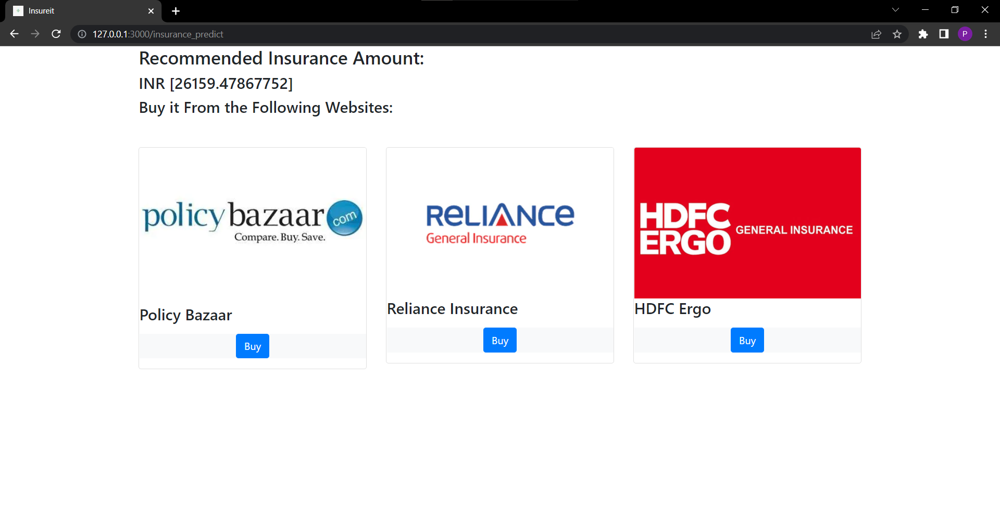 Insureit
127.0.0.1:3000/insurance_predict
P
Recommended Insurance Amount:
INR [26159.47867752]
Buy it From the Following Websites:
policybazaar com
Compare. Buy. Save.
Policy Bazaar
Buy
RELIANCE
General Insurance
Reliance Insurance
Buy
HDFC
ERGO GENERAL INSURANCE
HDFC Ergo
Buy